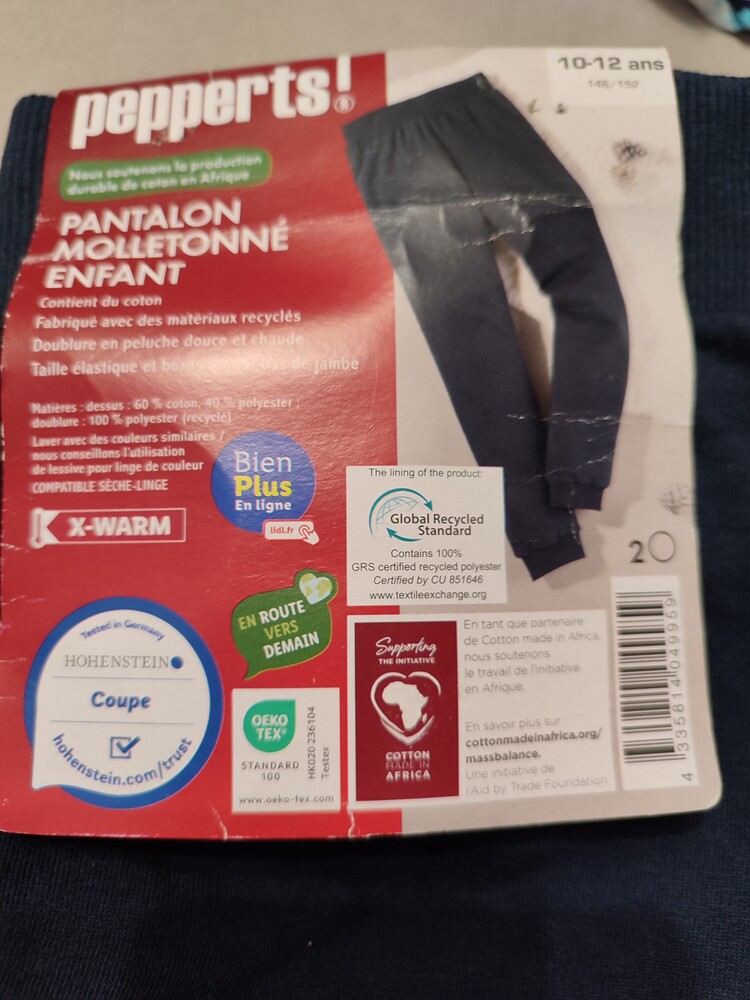 pepperts!
10-12 ans
146/152
Nous soutenons la production
durable de coton en Afrique
PANTALON
MOLLETONNÉ
ENFANT
Contient du coton
Fabriqué avec des matériaux recyclés
Doublure en peluche douce et chaude
Taille élastique et bord de jambe
Matières : dessus : 60 % coton, 40 % polyester ;
doublure : 100 % polyester (recyclé)
Laver avec des couleurs similaires /
nous conseillons l'utilisation
de lessive pour linge de couleur
COMPATIBLE SÈCHE-LINGE
X-WARM
Bien
Plus
En ligne
lidl.fr
The lining of the product:
Global Recycled
Standard
Contains 100%
GRS certified recycled polyester
Certified by CU 851646
www.textileexchange.org
20
EN ROUTE
VERS
DEMAIN
Tested in Germany
HOHENSTEIN
Coupe
hohenstein.com/trust
OEKO
TEX®
STANDARD
100
HK020 236104
Testex
www.oeko-tex.com
Supporting
THE INITIATIVE
COTTON
MADE IN
AFRICA
En tant que partenaire
de Cotton made in Africa,
nous soutenons
le travail de l'initiative
en Afrique.
En savoir plus sur
cottonmadeinafrica.org/
massbalance.
Une initiative de
l'Aid by Trade Foundation
4 335814 049959